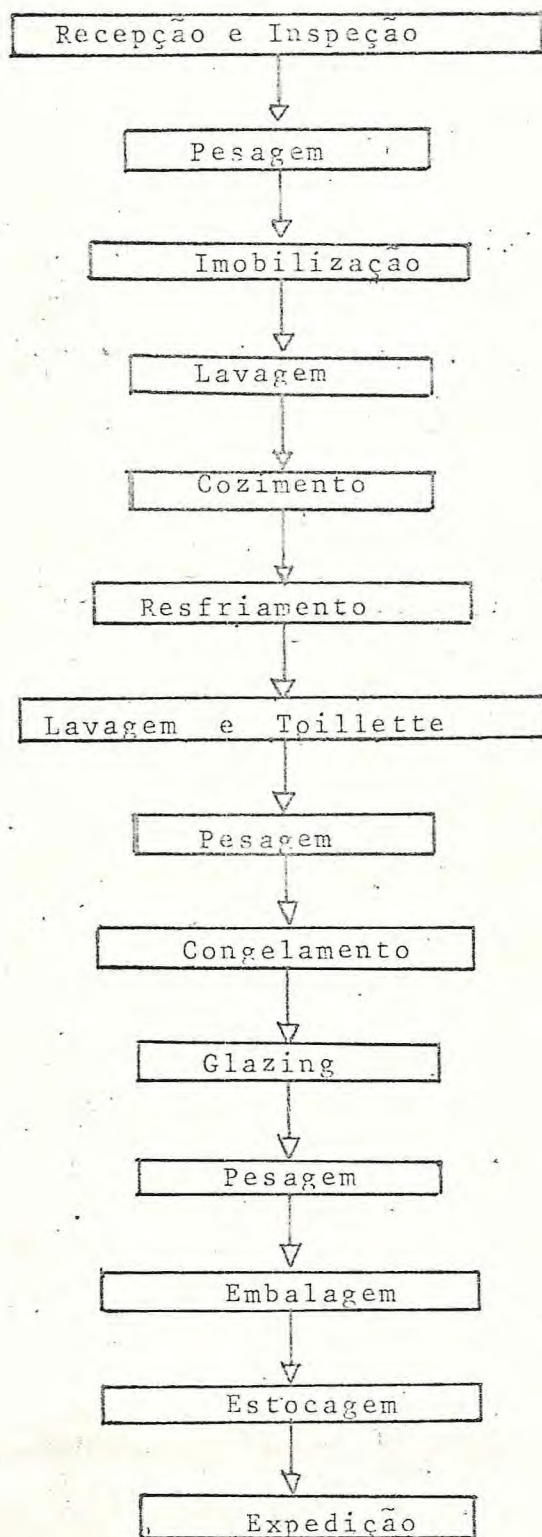 Recepção e Inspeção
Pesagem
Imobilização
Lavagem
Cozimento
Resfriamento
Lavagem e Toillette
Pesagem
Congelamento
Glazing
Pesagem
Embalagem
Estocagem
Expedição